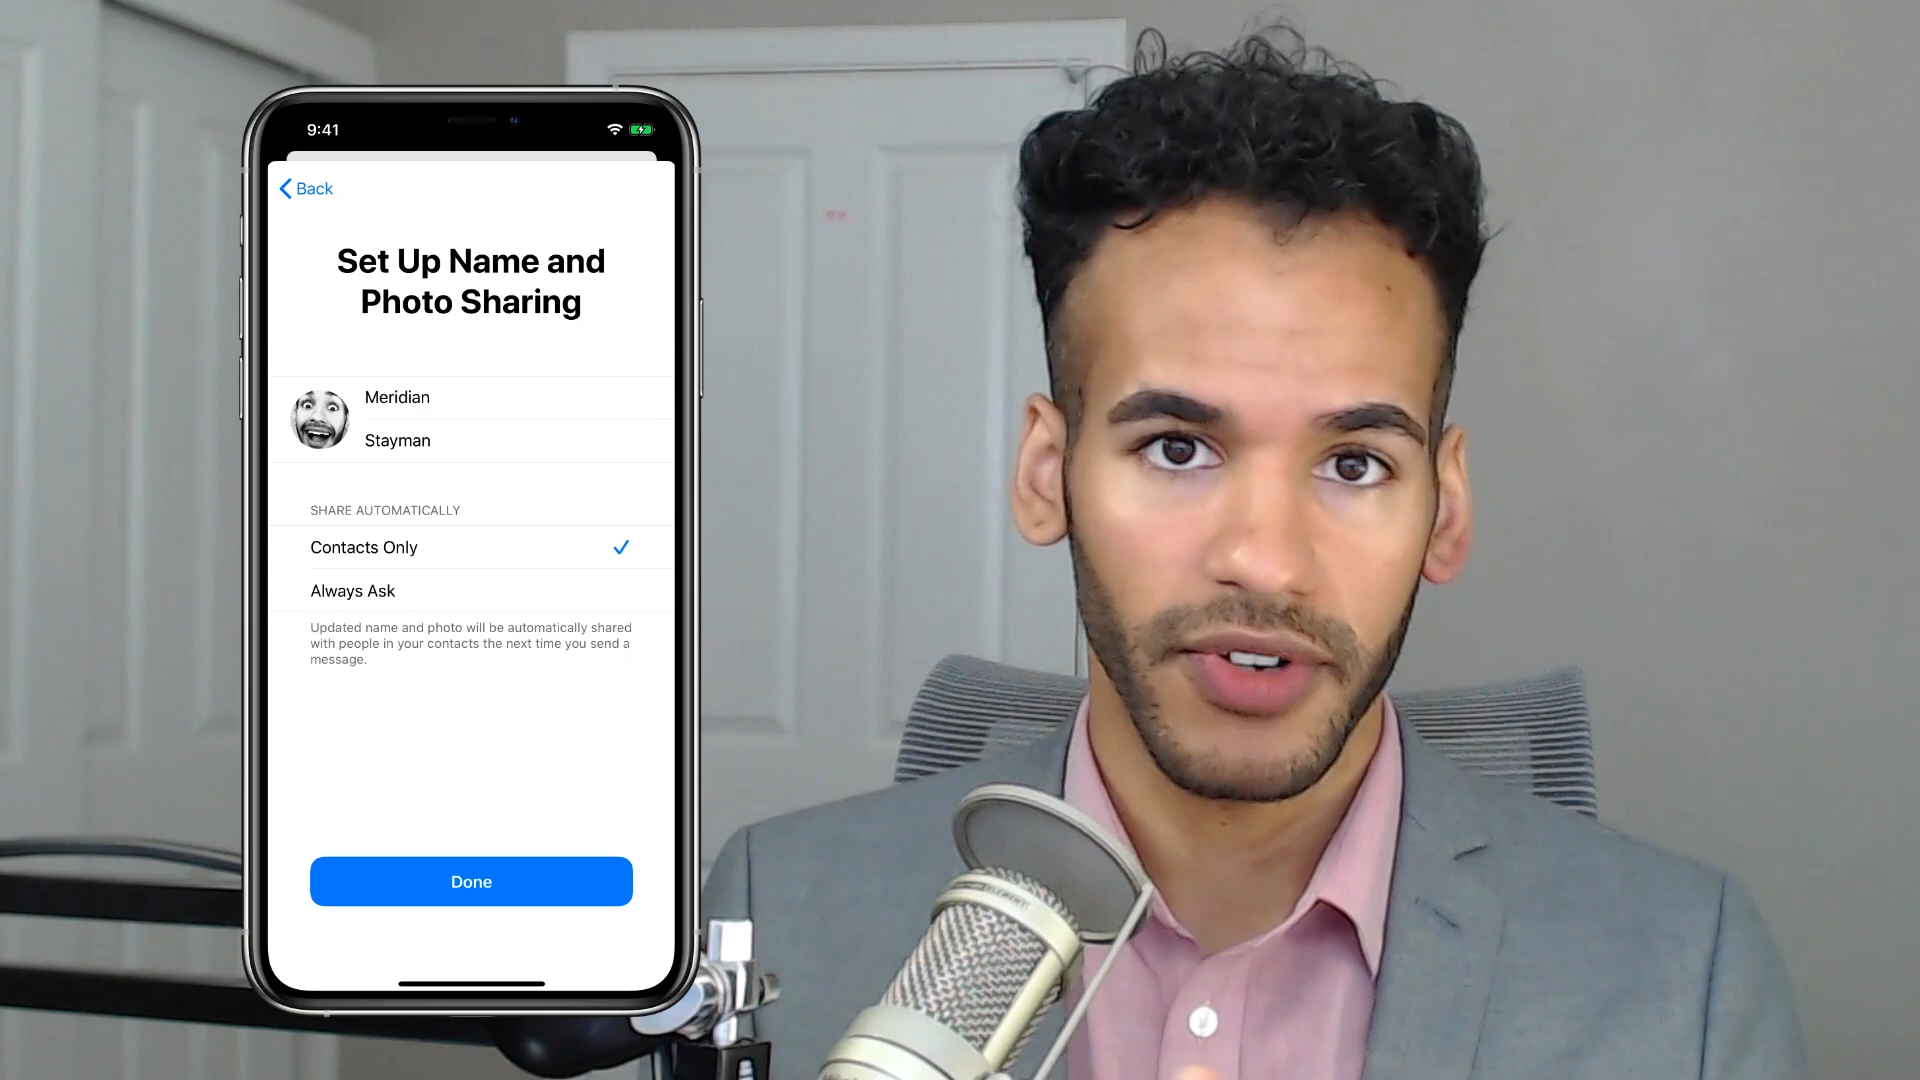 9:41
Back
Set Up Name and
Photo Sharing
Meridian
Stayman
SHARE AUTOMATICALLY
Contacts Only
Always Ask
Updated name and photo will be automatically shared
with people in your contacts the next time you send a
message.
Done